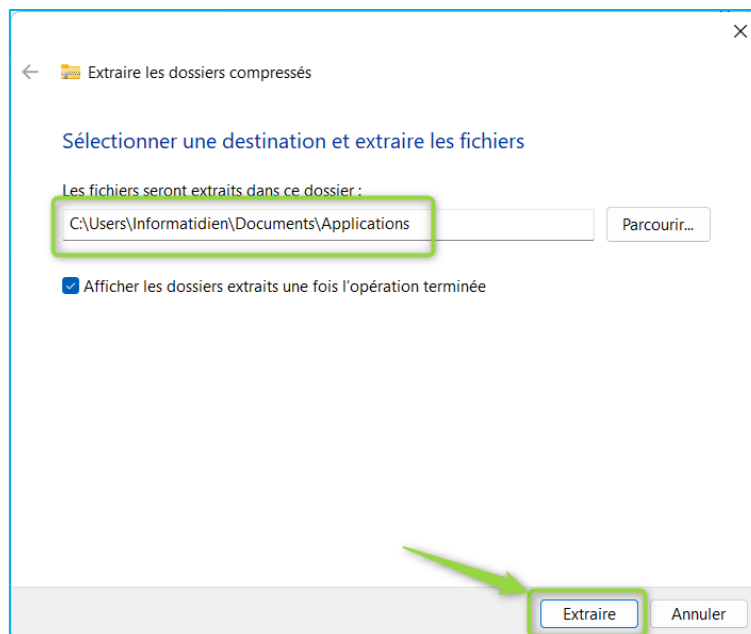 Extraire les dossiers compressés
Sélectionner une destination et extraire les fichiers
Les fichiers seront extraits dans ce dossier :
C:\Users\Informatidien\Documents\Applications
Parcourir...
Afficher les dossiers extraits une fois l'opération terminée
Extraire
Annuler